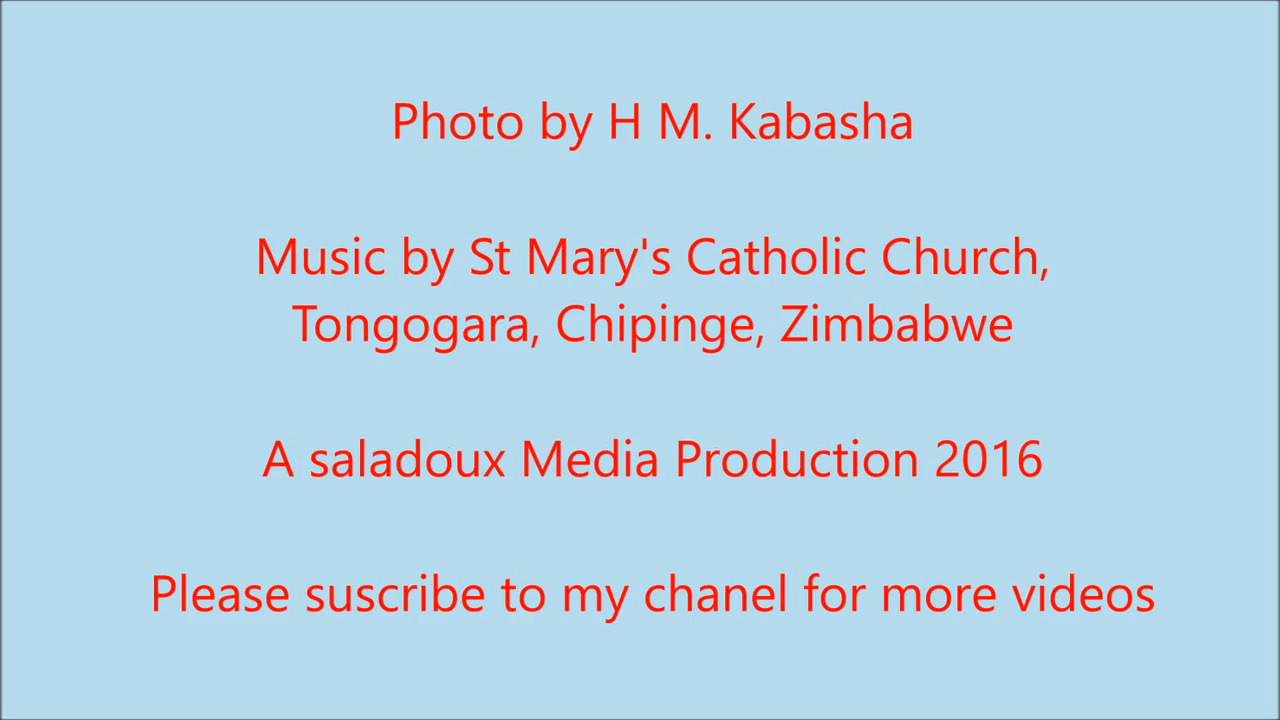 Photo by H M. Kabasha
Music by St Mary's Catholic Church,
Tongogara, Chipinge, Zimbabwe
A saladoux Media Production 2016
Please suscribe to my chanel for more videos